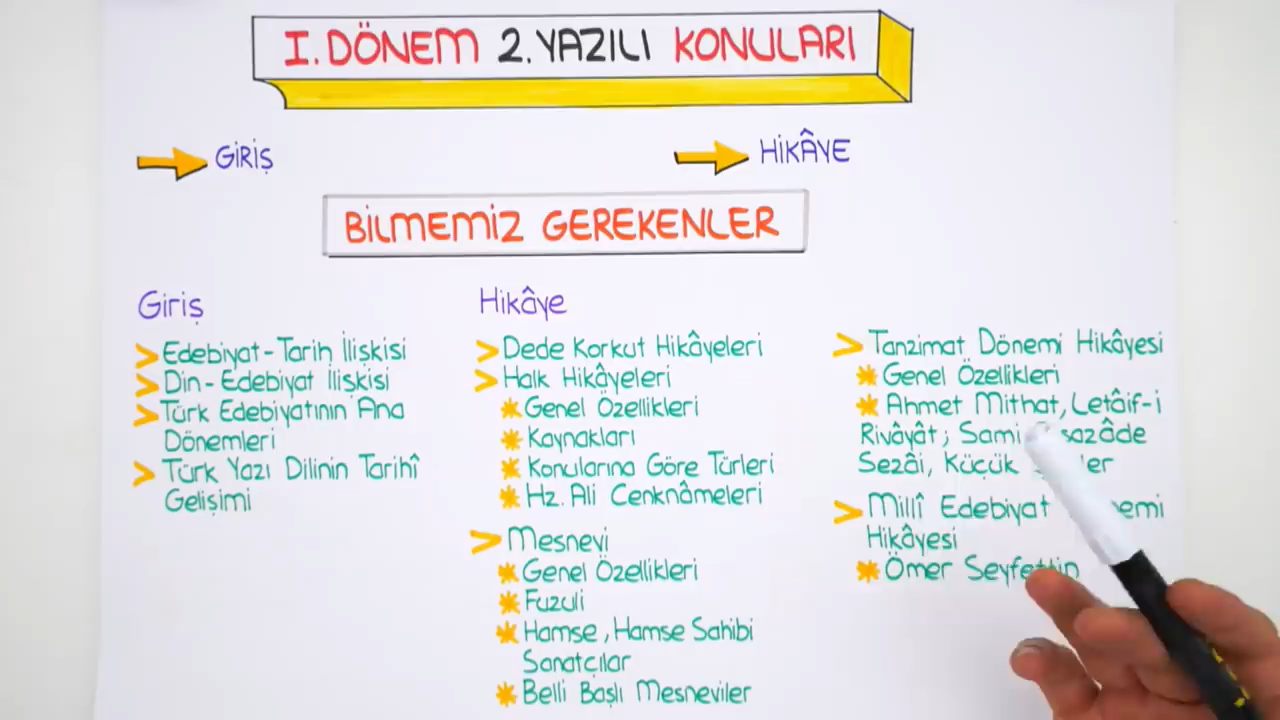 I. DÖNEM 2. YAZILI KONULARI
GİRİŞ
HİKÂYE
BİLMEMİZ GEREKENLER
Giriş
> Edebiyat-Tarih İlişkisi
> Din-Edebiyat İlişkisi
> Türk Edebiyatının Ana
Dönemleri
> Türk Yazı Dilinin Tarihî
Gelişimi
Hikâye
> Dede Korkut Hikâyeleri
> Halk Hikâyeleri
* Genel Özellikleri
* Kaynakları
* Konularına Göre Türleri
* Hz. Ali Cenknâmeleri
> Mesnevi
* Genel Özellikleri
* Fuzuli
* Hamse, Hamse Sahibi
Sanatçılar
* Belli Başlı Mesneviler
> Tanzimat Dönemi Hikâyesi
* Genel Özellikleri
* Ahmet Mithat, Letâif-i
Rivâyât; Sami
Sezâi, Küçük
> Millî Edebiyat
Hikâyesi
* Ömer Seyfettin